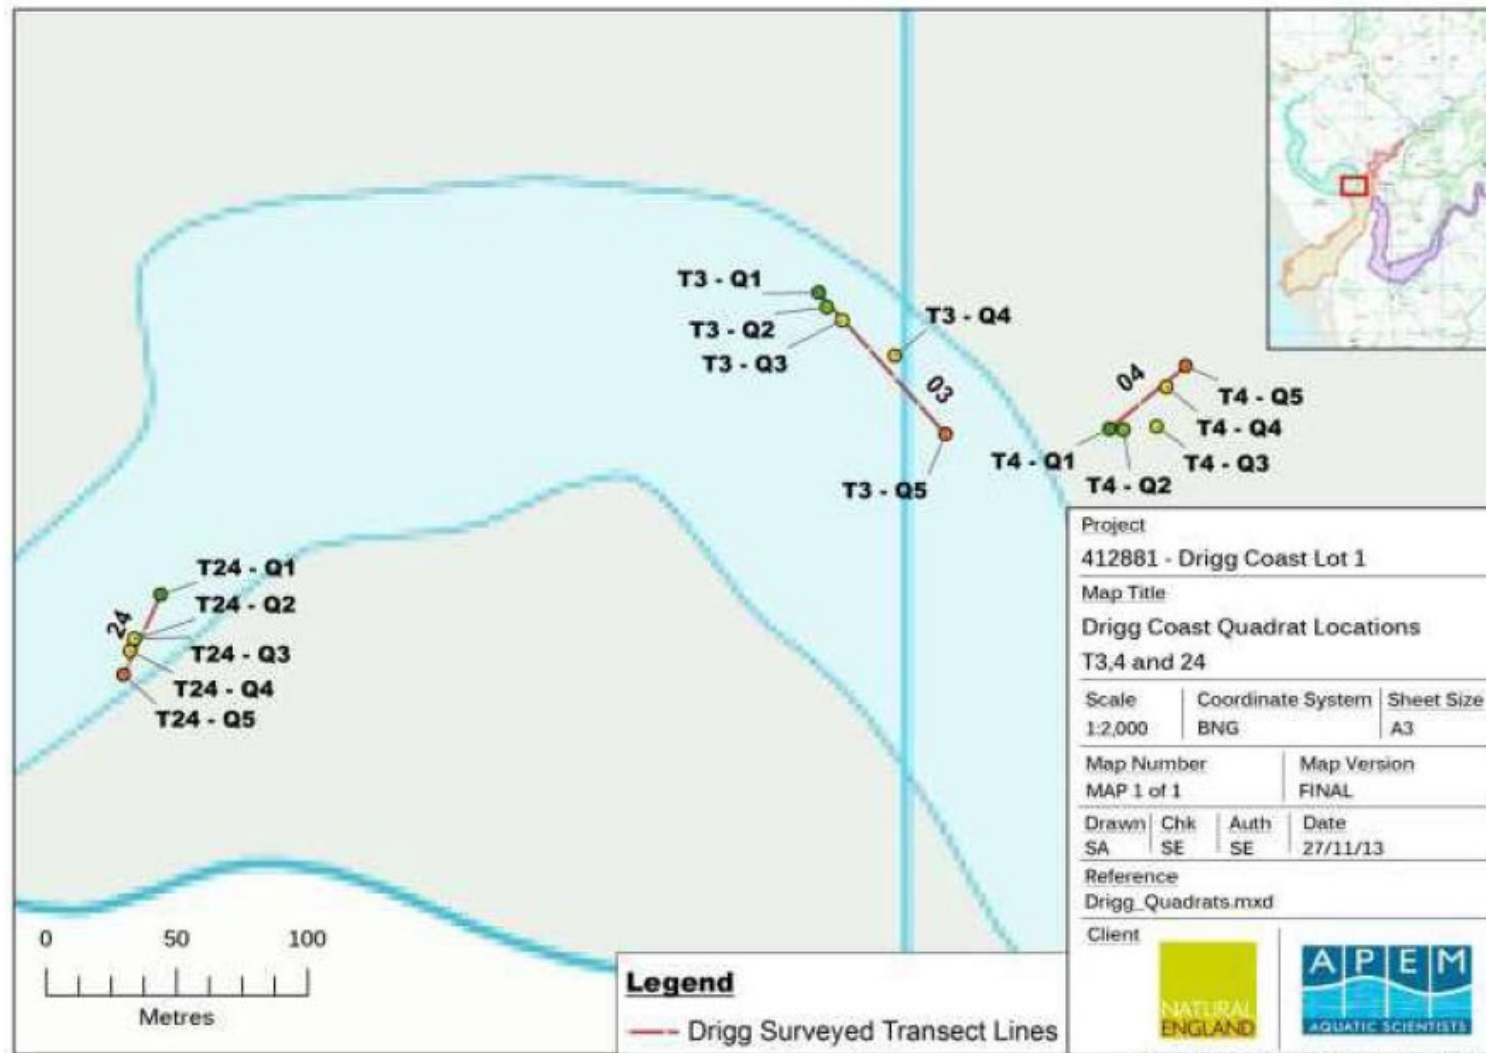 T3 - Q1
T3 - Q2
T3 - Q3
T3 - Q4
03
T3 - Q5
04
T4 - Q5
T4 - Q4
T4 - Q1
T4 - Q3
T4 - Q2
T24 - Q1
T24 - Q2
24
T24 - Q3
T24 - Q4
T24 - Q5
0 50 100
Metres
Legend
Drigg Surveyed Transect Lines
Project
412881 - Drigg Coast Lot 1
Map Title
Drigg Coast Quadrat Locations
T3,4 and 24
Scale Coordinate System Sheet Size
1:2,000 BNG A3
Map Number Map Version
MAP 1 of 1 FINAL
Drawn Chk Auth Date
SA SE SE 27/11/13
Reference
Drigg_Quadrats.mxd
Client
NATURAL
ENGLAND
APEM
AQUATIC SCIENTISTS